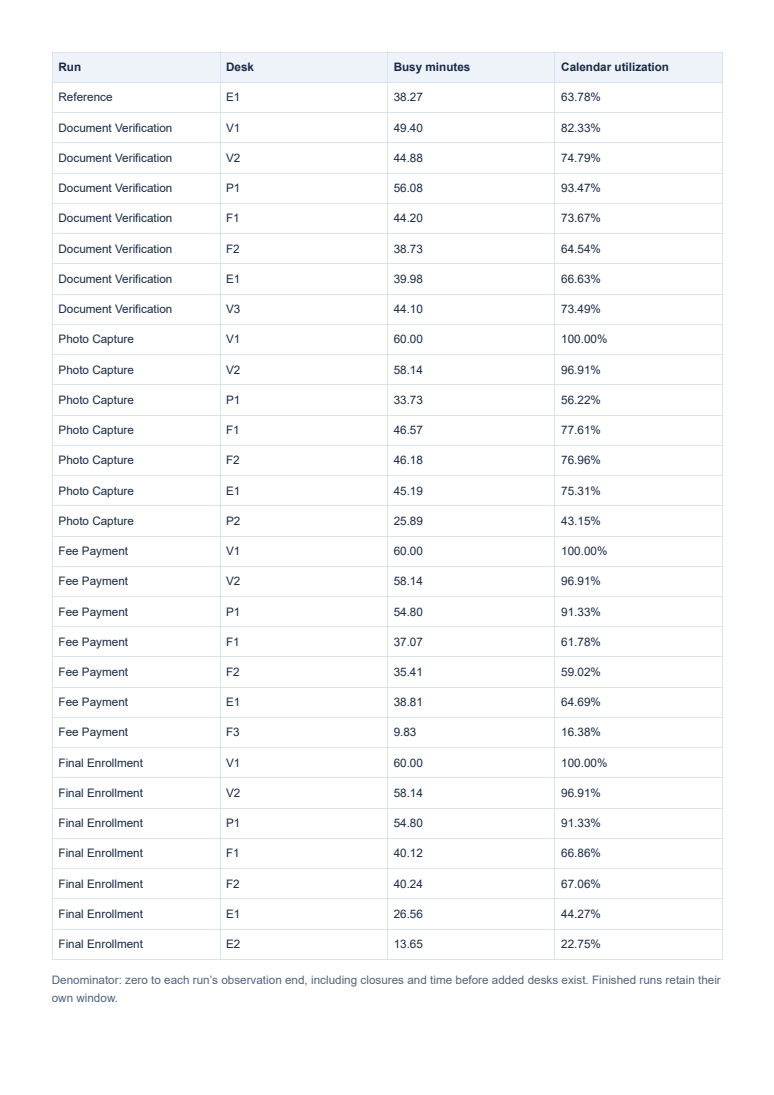 Run Desk Busy minutes Calendar utilization
Reference E1 38.27 63.78%
Document Verification V1 49.40 82.33%
Document Verification V2 44.88 74.79%
Document Verification P1 56.08 93.47%
Document Verification F1 44.20 73.67%
Document Verification F2 38.73 64.54%
Document Verification E1 39.98 66.63%
Document Verification V3 44.10 73.49%
Photo Capture V1 60.00 100.00%
Photo Capture V2 58.14 96.91%
Photo Capture P1 33.73 56.22%
Photo Capture F1 46.57 77.61%
Photo Capture F2 46.18 76.96%
Photo Capture E1 45.19 75.31%
Photo Capture P2 25.89 43.15%
Fee Payment V1 60.00 100.00%
Fee Payment V2 58.14 96.91%
Fee Payment P1 54.80 91.33%
Fee Payment F1 37.07 61.78%
Fee Payment F2 35.41 59.02%
Fee Payment E1 38.81 64.69%
Fee Payment F3 9.83 16.38%
Final Enrollment V1 60.00 100.00%
Final Enrollment V2 58.14 96.91%
Final Enrollment P1 54.80 91.33%
Final Enrollment F1 40.12 66.86%
Final Enrollment F2 40.24 67.06%
Final Enrollment E1 26.56 44.27%
Final Enrollment E2 13.65 22.75%
Denominator: zero to each run's observation end, including closures and time before added desks exist. Finished runs retain their
own window.